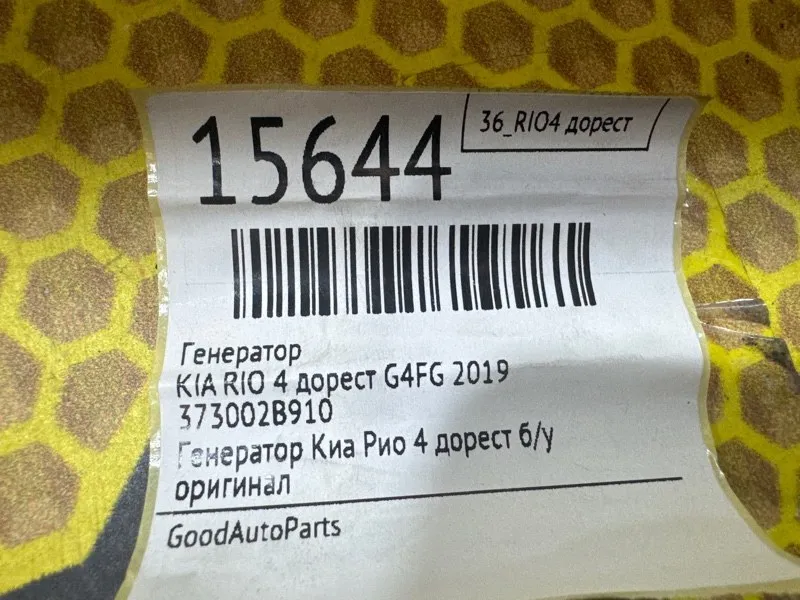 15644
36_RIO4 дорест
Генератор
KIA RIO 4 дорест G4FG 2019
373002B910
Генератор Киа Рио 4 дорест б/у
оригинал
GoodAutoParts